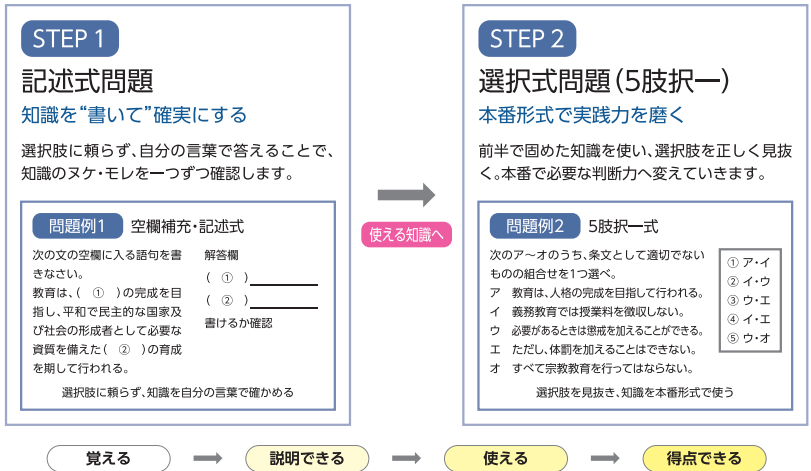 STEP 1
記述式問題
知識を“書いて”確実にする
選択肢に頼らず、自分の言葉で答えることで、
知識のヌケ・モレを一つずつ確認します。
問題例1 空欄補充・記述式
次の文の空欄に入る語句を書
きなさい。
教育は、( ① )の完成を目
指し、平和で民主的な国家及
び社会の形成者として必要な
資質を備えた( ② )の育成
を期して行われる。
解答欄
( ① )
( ② )
書けるか確認
選択肢に頼らず、知識を自分の言葉で確かめる
使える知識へ
STEP 2
選択式問題(5肢択一)
本番形式で実践力を磨く
前半で固めた知識を使い、選択肢を正しく見抜
く。本番で必要な判断力へ変えていきます。
問題例2 5肢択一式
次のア～オのうち、条文として適切でない
ものの組合せを1つ選べ。
ア 教育は、人格の完成を目指して行われる。
イ 義務教育では授業料を徴収しない。
ウ 必要があるときは懲戒を加えることができる。
エ ただし、体罰を加えることはできない。
オ すべて宗教教育を行ってはならない。
① ア・イ
② イ・ウ
③ ウ・エ
④ イ・エ
⑤ ウ・オ
選択肢を見抜き、知識を本番形式で使う
覚える
説明できる
使える
得点できる